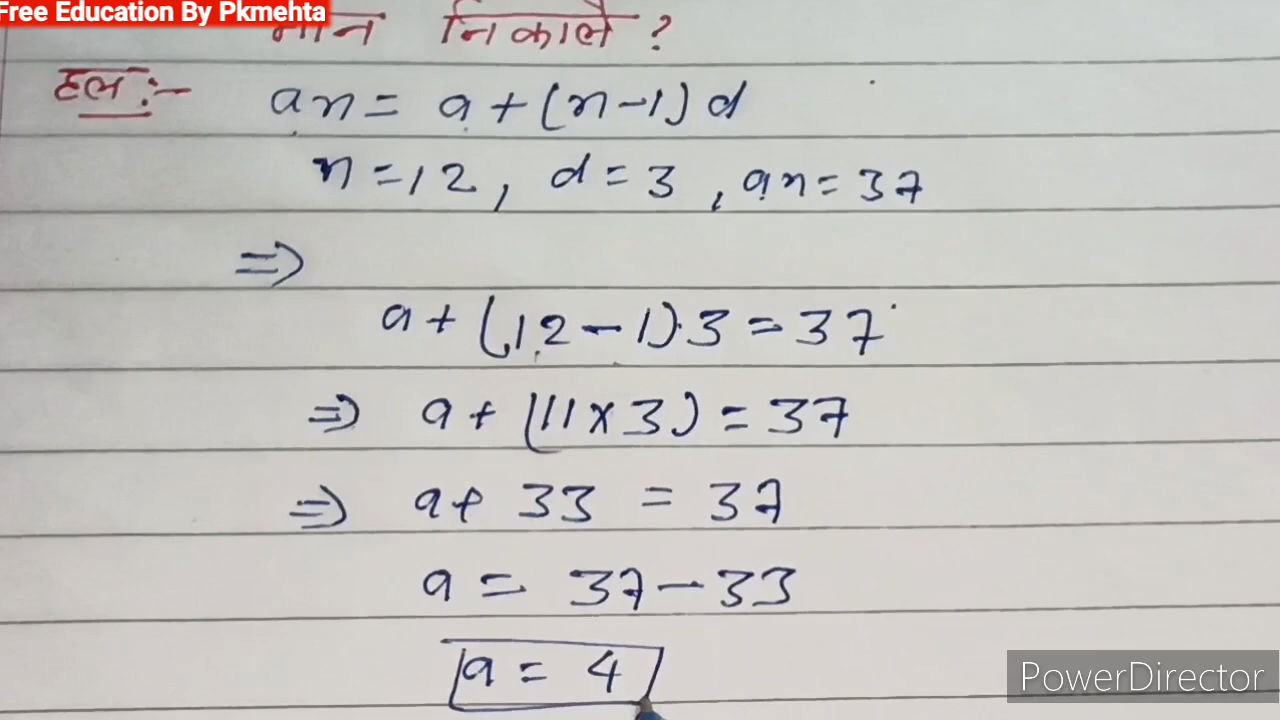 Free Education By Pkmehta
मान निकाले ?
हल :-
an = a + (n-1) d
n = 12, d = 3, an = 37
⇒
a + (12 - 1).3 = 37
⇒ a + (11 x 3) = 37
⇒ a + 33 = 37
a = 37 - 33
a = 4
PowerDirector